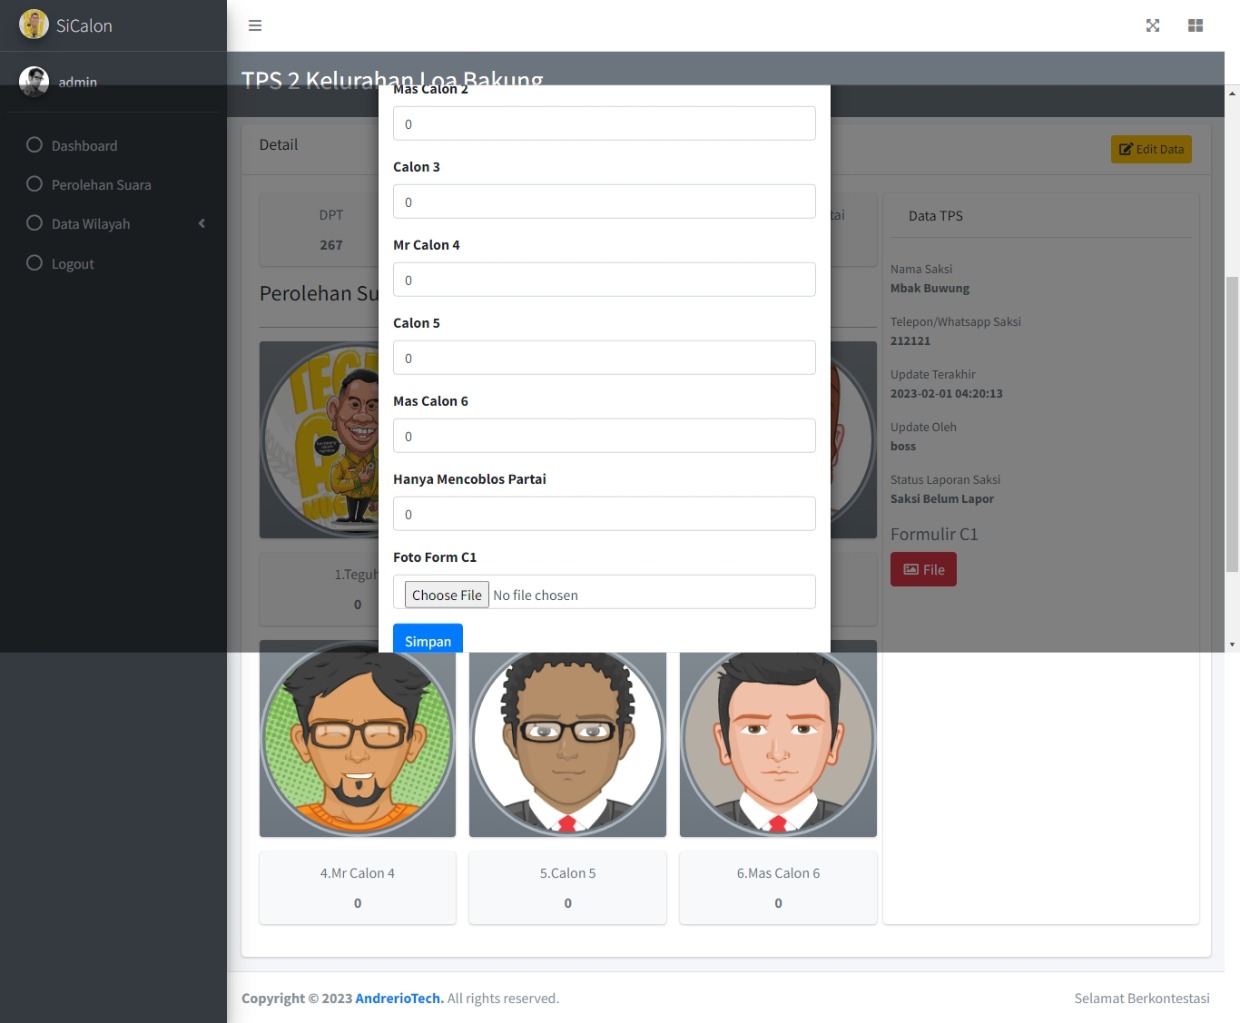 SiCalon
admin
Dashboard
Perolehan Suara
Data Wilayah
Logout
TPS 2 Kelurahan Loa Bakung
Detail
Edit Data
DPT
267
Perolehan Su
1.Teguh
0
Mas Calon 2
0
Calon 3
0
Mr Calon 4
0
Calon 5
0
Mas Calon 6
0
Hanya Mencoblos Partai
0
Foto Form C1
Choose File No file chosen
Simpan
tai
Data TPS
Nama Saksi
Mbak Buwung
Telepon/Whatsapp Saksi
212121
Update Terakhir
2023-02-01 04:20:13
Update Oleh
boss
Status Laporan Saksi
Saksi Belum Lapor
Formulir C1
File
4.Mr Calon 4
0
5.Calon 5
0
6.Mas Calon 6
0
Copyright © 2023 AndrerioTech. All rights reserved.
Selamat Berkontestasi